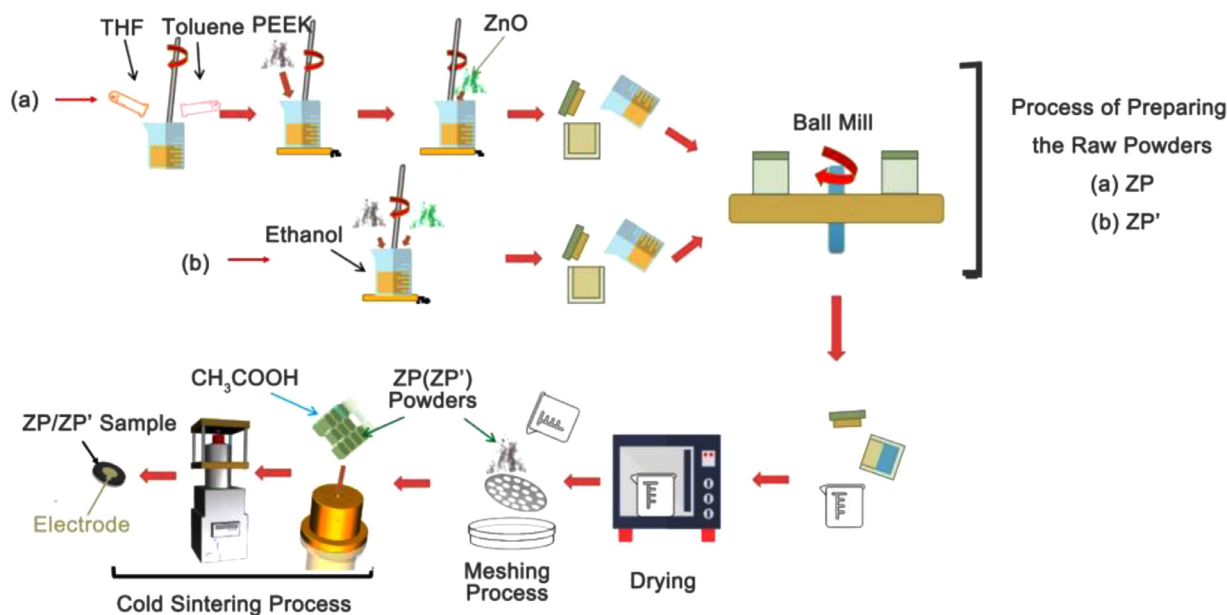 THF
Toluene
PEEK
ZnO
(a)
Ball Mill
Process of Preparing
the Raw Powders
(a) ZP
(b) ZP'
Ethanol
(b)
CH₃COOH
ZP(ZP')
Powders
ZP/ZP' Sample
Electrode
Meshing
Process
Drying
Cold Sintering Process